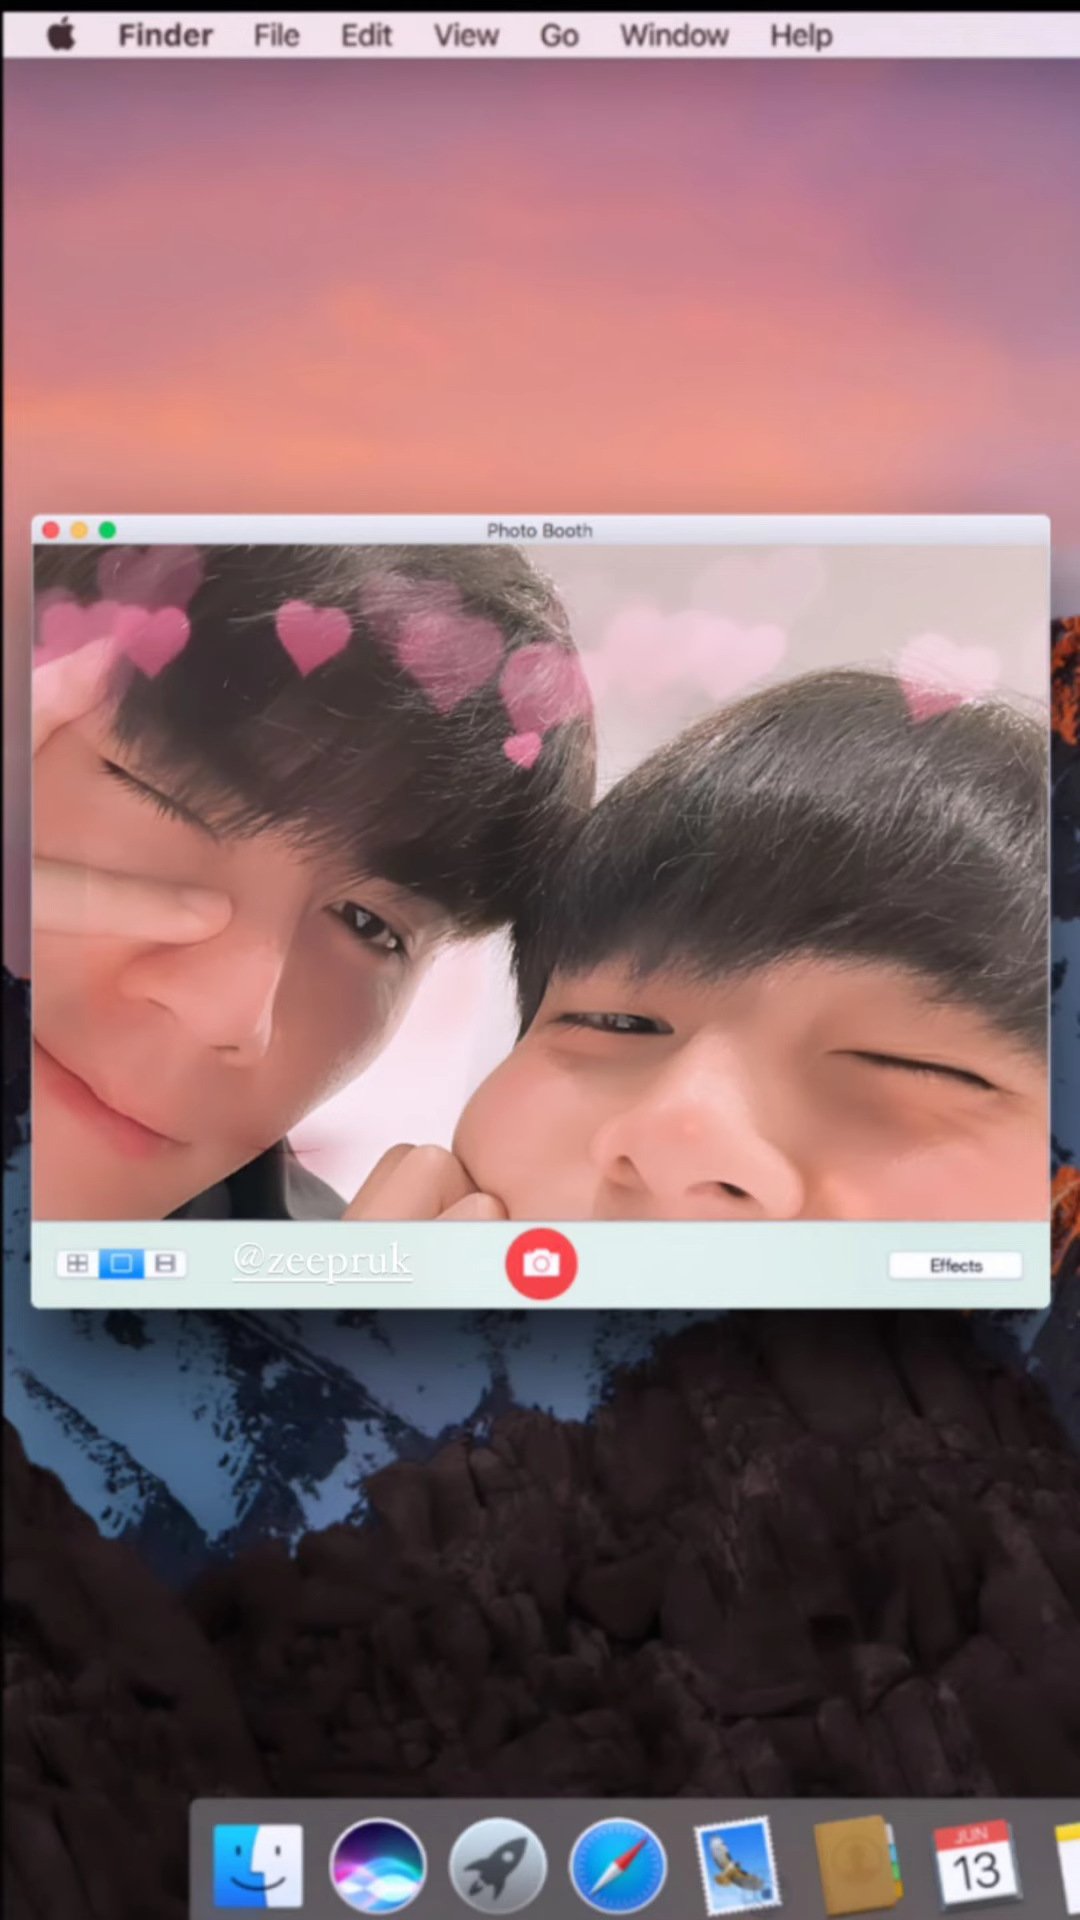 Finder File Edit View Go Window Help
Photo Booth
@zeepruk
Effects
JUN
13